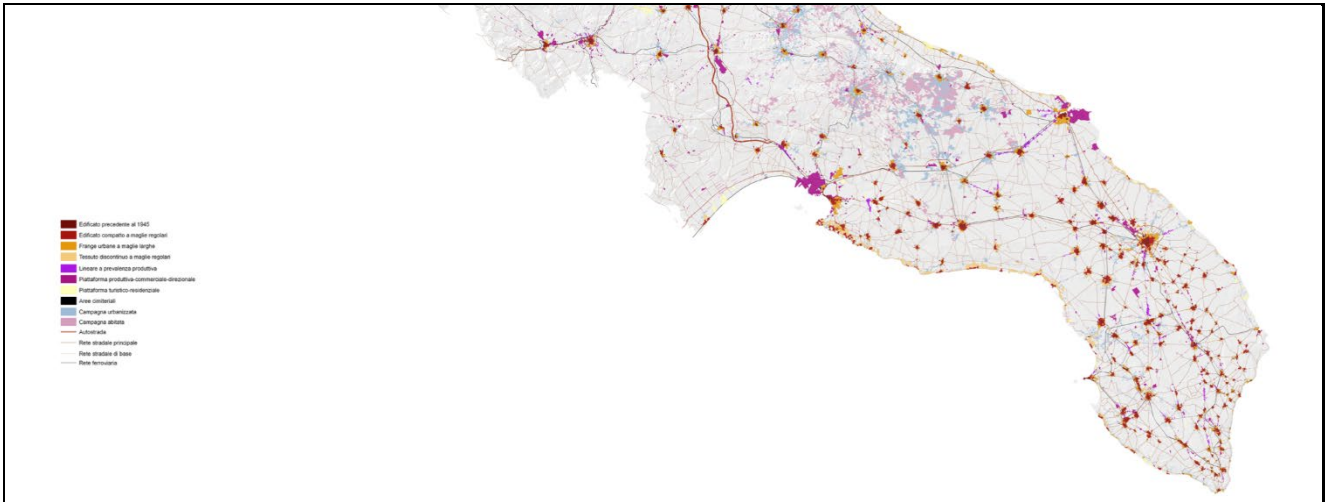 Edificato precedente al 1945
Edificato compatto a maglie regolari
Frange urbane a maglie larghe
Tessuto discontinuo a maglie regolari
Lineare a prevalenza produttiva
Piattaforma produttiva-commerciale-direzionale
Piattaforma turistico-residenziale
Aree cimiteriali
Campagna urbanizzata
Campagna abitata
Autostrada
Rete stradale principale
Rete stradale di base
Rete ferroviaria